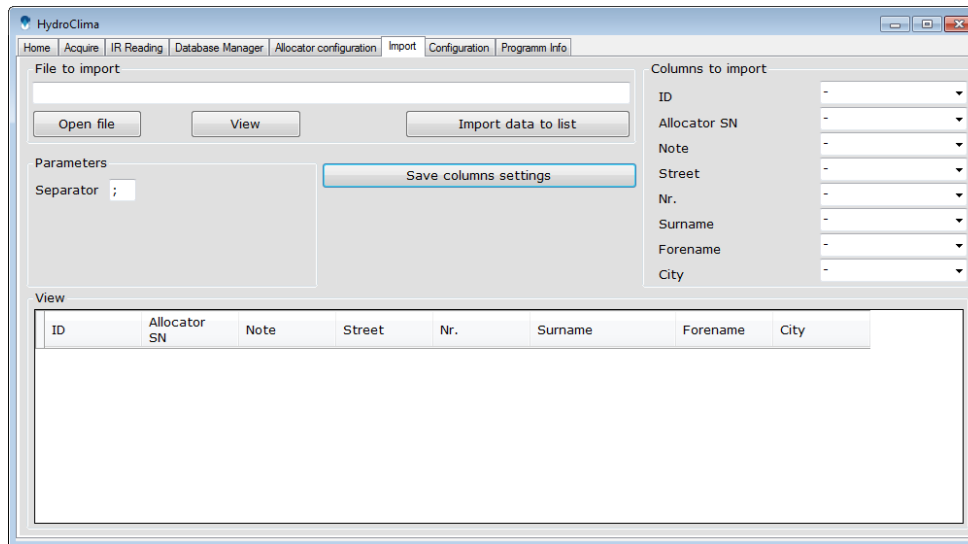 HydroClima
Home Acquire IR Reading Database Manager Allocator configuration Import Configuration Programm Info
File to import
Open file View Import data to list
Parameters
Separator ;
Save columns settings
Columns to import
ID -
Allocator SN -
Note -
Street -
Nr. -
Surname -
Forename -
City -
View
ID Allocator SN Note Street Nr. Surname Forename City